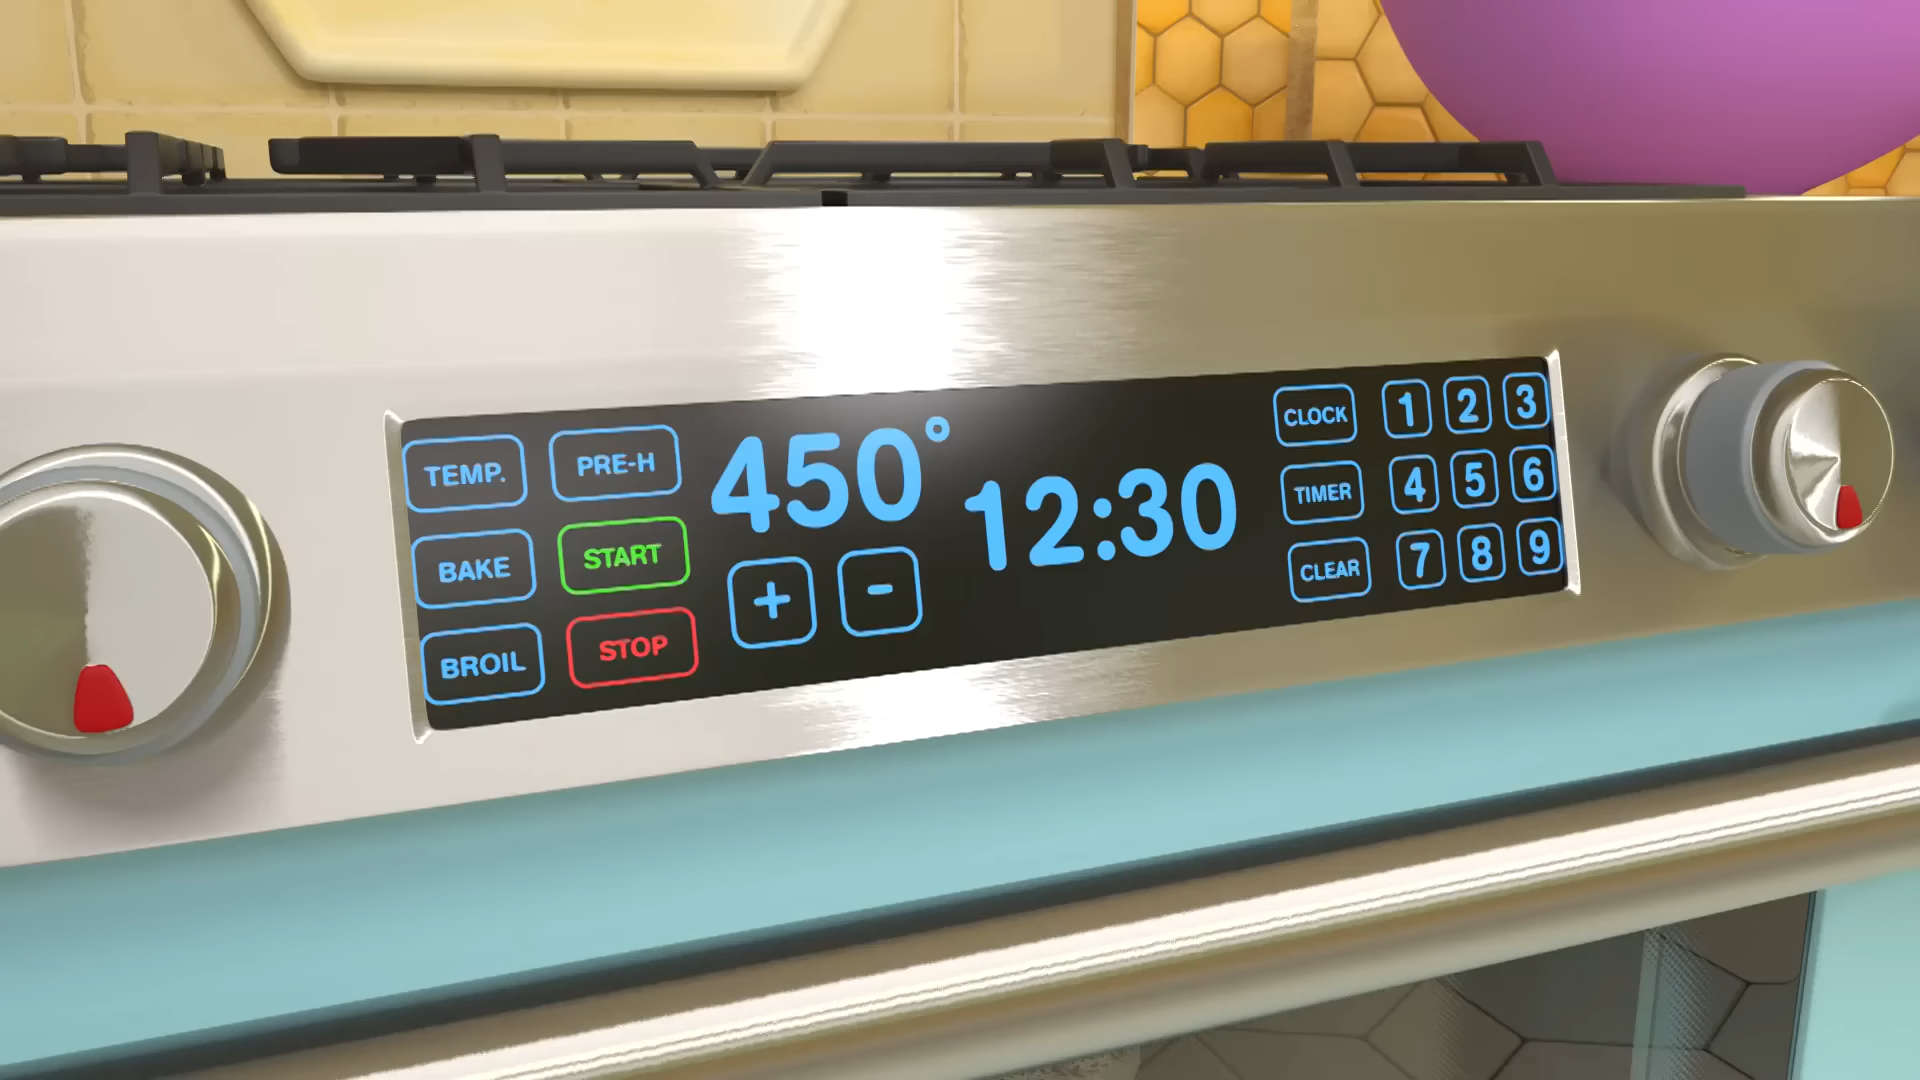 TEMP. PRE-H
BAKE START
BROIL STOP
450°
+ -
12:30
CLOCK 1 2 3
TIMER 4 5 6
CLEAR 7 8 9